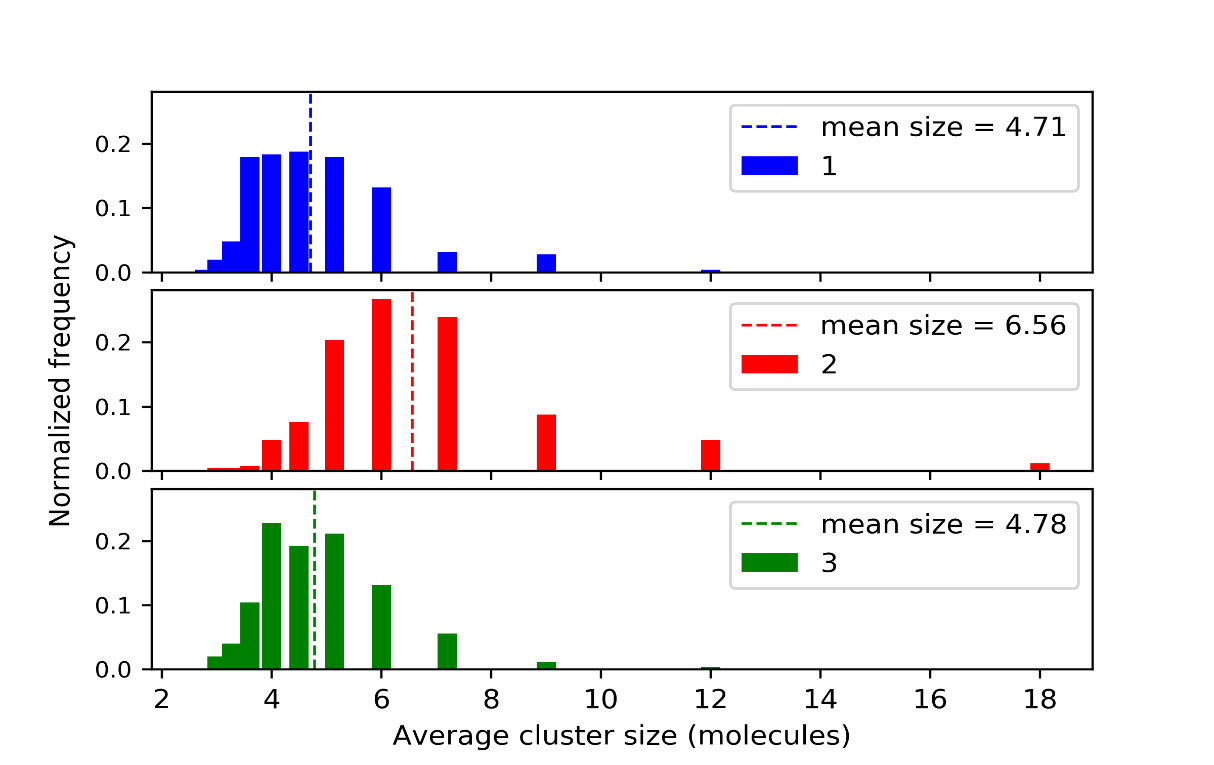 mean size = 4.71
1
0.2
0.1
0.0
mean size = 6.56
2
0.2
0.1
0.0
mean size = 4.78
3
0.2
0.1
0.0
Normalized frequency
2 4 6 8 10 12 14 16 18
Average cluster size (molecules)